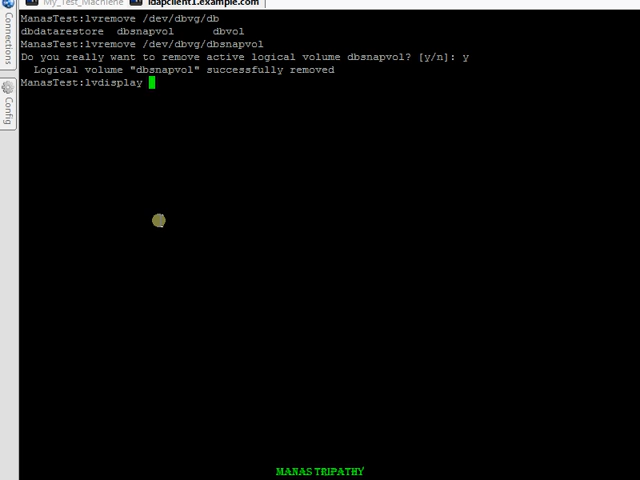 My_Test_Machiene
ldapclient1.example.com
Connections
Config
ManasTest:lvremove /dev/dbvg/db
dbdatarestore dbsnapvol dbvol
ManasTest:lvremove /dev/dbvg/dbsnapvol
Do you really want to remove active logical volume dbsnapvol? [y/n]: y
Logical volume "dbsnapvol" successfully removed
ManasTest:lvdisplay
MANAS TRIPATHY